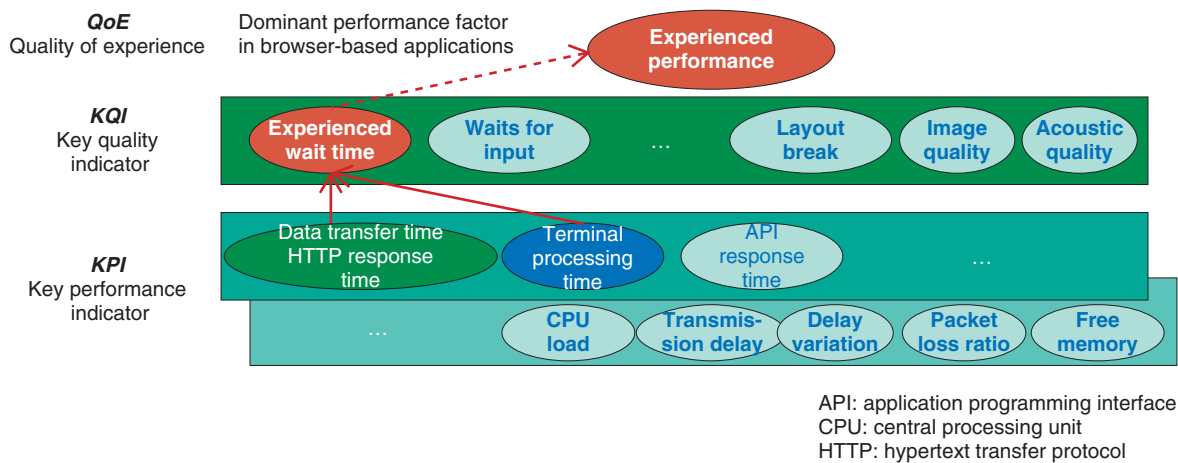 QoE
Quality of experience
Dominant performance factor
in browser-based applications
Experienced
performance
KQI
Key quality
indicator
Experienced
wait time
Waits for
input
…
Layout
break
Image
quality
Acoustic
quality
KPI
Key performance
indicator
Data transfer time
HTTP response
time
Terminal
processing
time
API
response
time
…
…
CPU
load
Transmis-
sion delay
Delay
variation
Packet
loss ratio
Free
memory
API: application programming interface
CPU: central processing unit
HTTP: hypertext transfer protocol